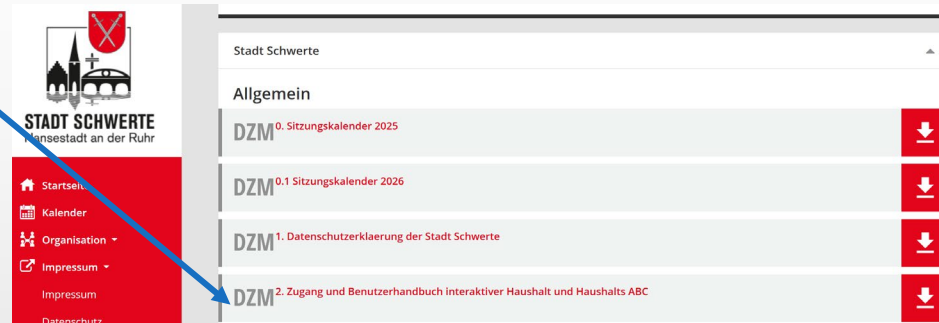 STADT SCHWERTE
Hansestadt an der Ruhr
Startseite
Kalender
Organisation
Impressum
Impressum
Datenschutz
Stadt Schwerte
Allgemein
DZM 0. Sitzungskalender 2025
DZM 0.1 Sitzungskalender 2026
DZM 1. Datenschutzerklaerung der Stadt Schwerte
DZM 2. Zugang und Benutzerhandbuch interaktiver Haushalt und Haushalts ABC